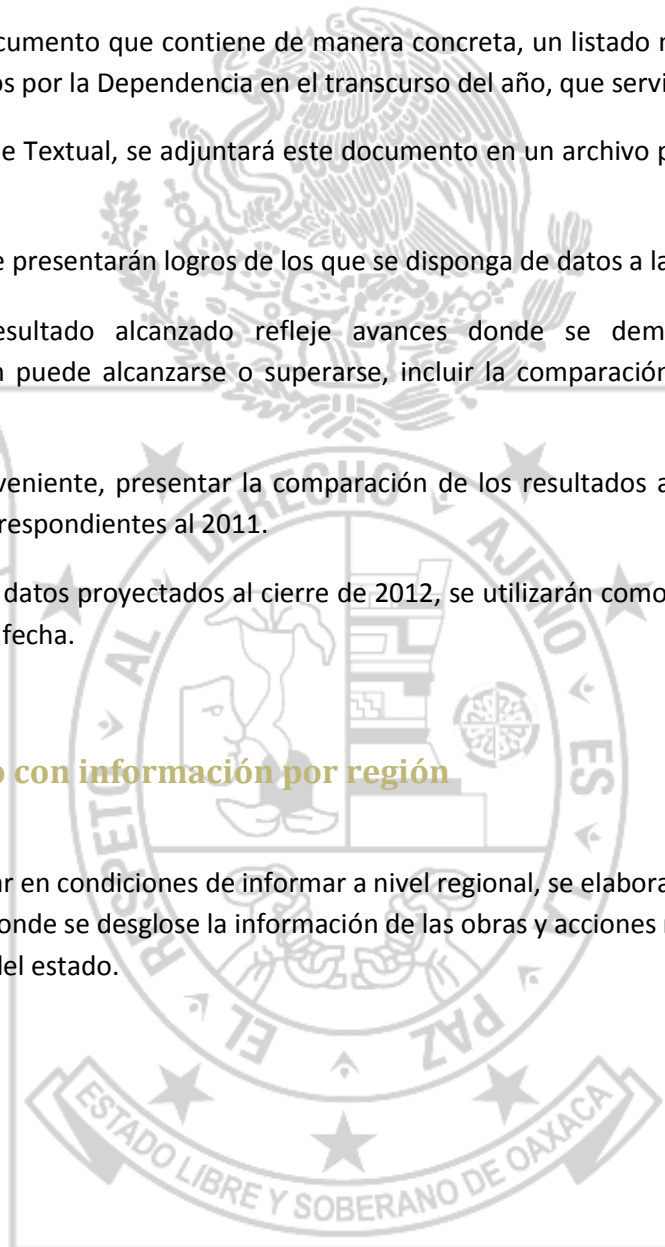 cumento que contiene de manera concreta, un listado
os por la Dependencia en el transcurso del año, que servi
e Textual, se adjuntará este documento en un archivo
e presentarán logros de los que se disponga de datos a la
esultado alcanzado refleje avances donde se dem
n puede alcanzarse o superarse, incluir la comparación
veniente, presentar la comparación de los resultados a
respondientes al 2011.
datos proyectados al cierre de 2012, se utilizarán como
fecha.
o con información por región
ar en condiciones de informar a nivel regional, se elabora
onde se desglose la información de las obras y acciones
del estado.
EL RESPETO AL DERECHO AJENO ES LA PAZ
ESTADO LIBRE Y SOBERANO DE OAXACA